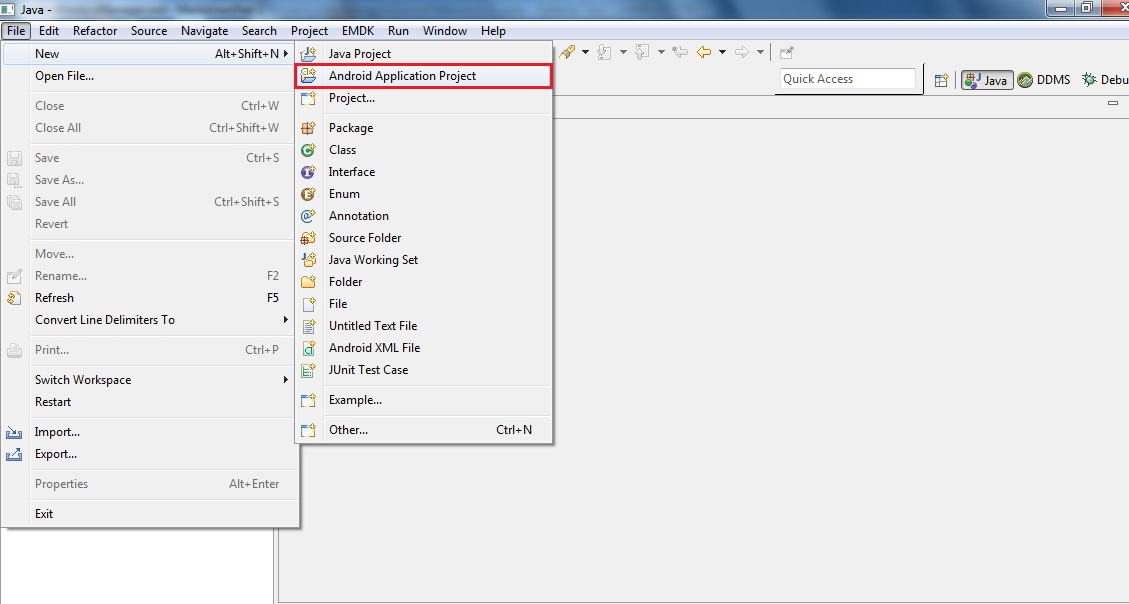 Java -
File Edit Refactor Source Navigate Search Project EMDK Run Window Help
New Alt+Shift+N
Open File...
Close Ctrl+W
Close All Ctrl+Shift+W
Save Ctrl+S
Save As...
Save All Ctrl+Shift+S
Revert
Move...
Rename... F2
Refresh F5
Convert Line Delimiters To
Print... Ctrl+P
Switch Workspace
Restart
Import...
Export...
Properties Alt+Enter
Exit
Java Project
Android Application Project
Project...
Package
Class
Interface
Enum
Annotation
Source Folder
Java Working Set
Folder
File
Untitled Text File
Android XML File
JUnit Test Case
Example...
Other... Ctrl+N
Quick Access
Java DDMS Debu